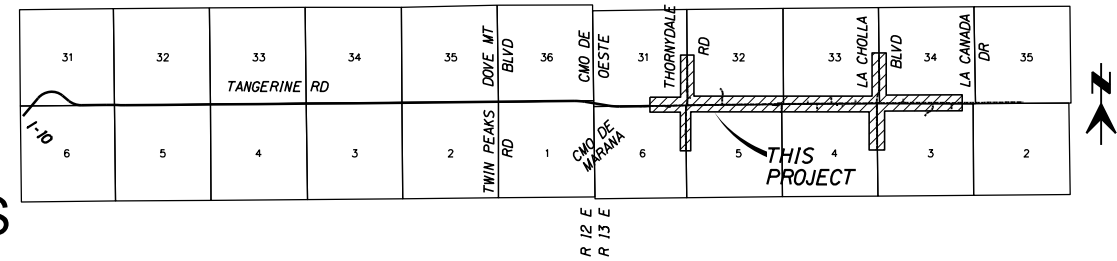 31 32 33 34 35 36 31 32 33 34 35
DOVE MT
BLVD
CMO DE
OESTE
THORNYDALE
RD
LA CHOLLA
BLVD
LA CANADA
DR
N
TANGERINE RD
I-10
6 5 4 3 2 1 6 5 4 3 2
TWIN PEAKS
RD
CMO DE
MARANA
THIS
PROJECT
S
R 12 E
R 13 E